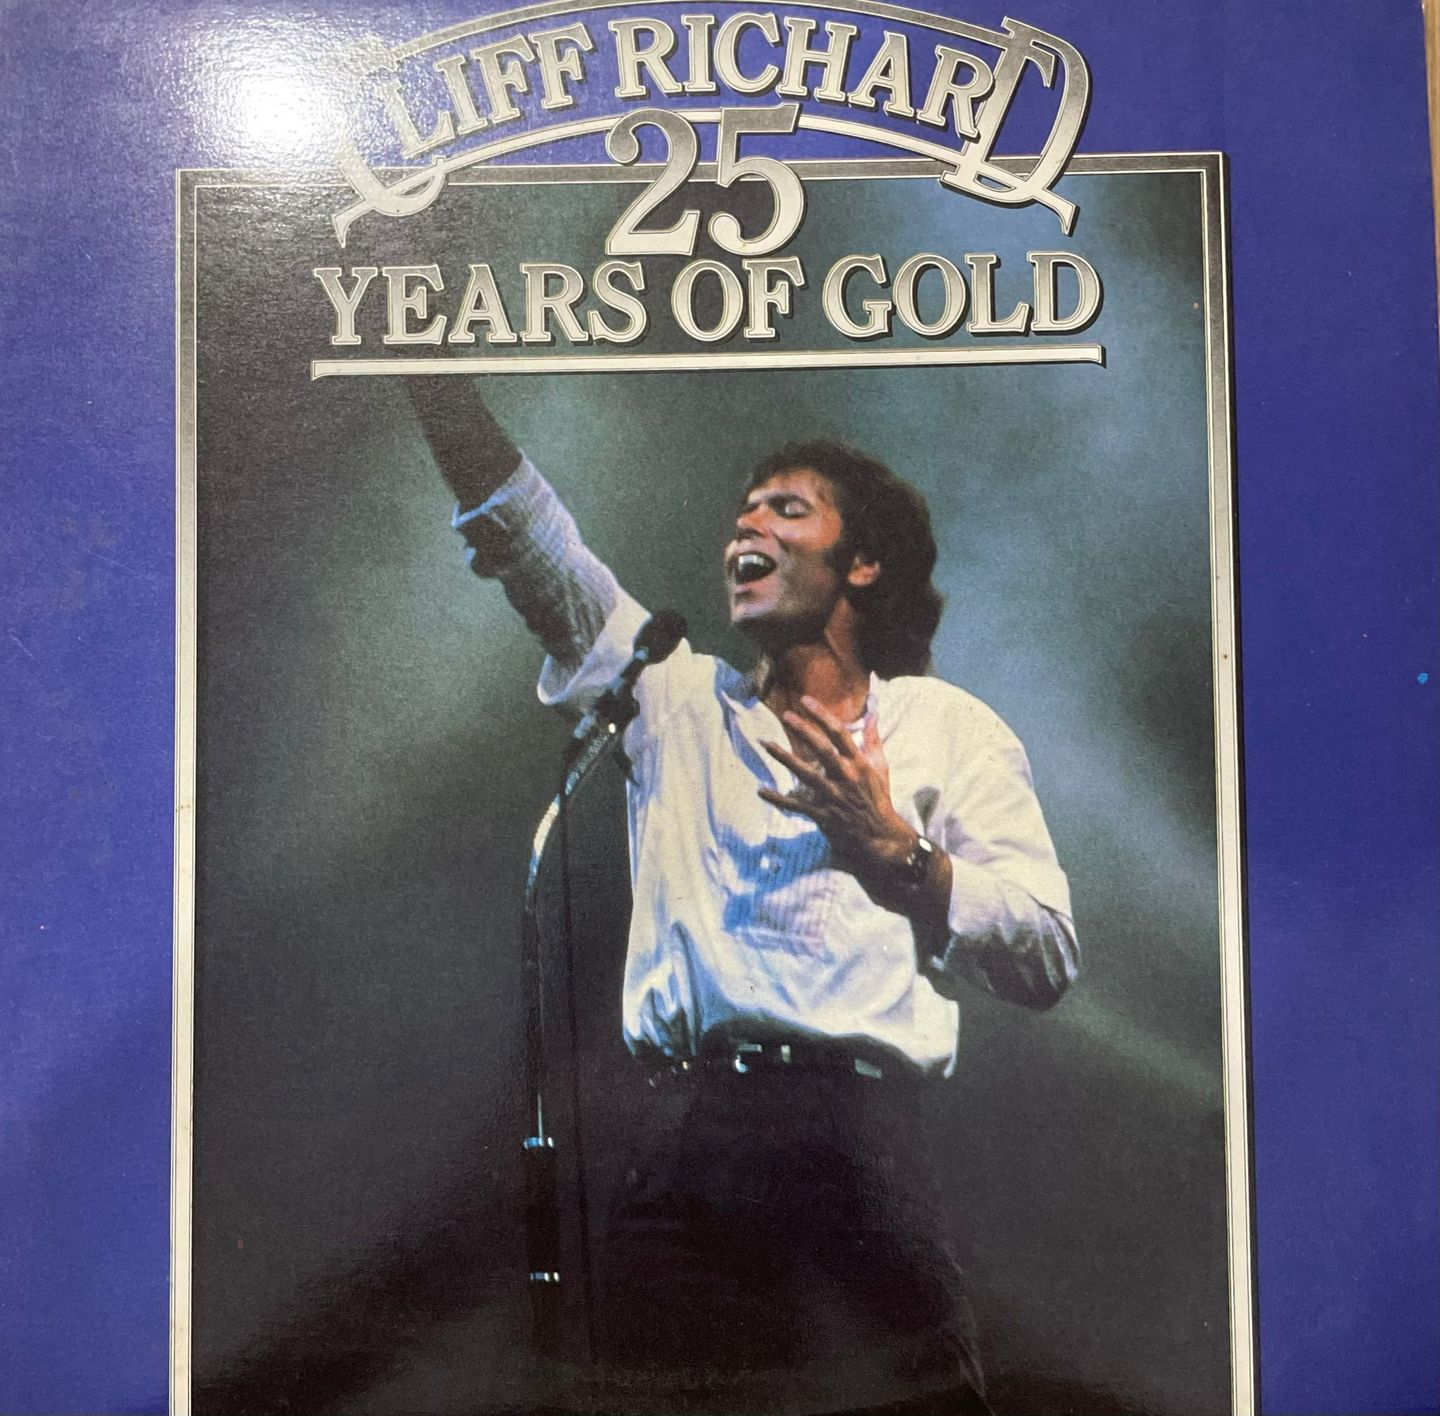 CLIFF RICHARD
25
YEARS OF GOLD